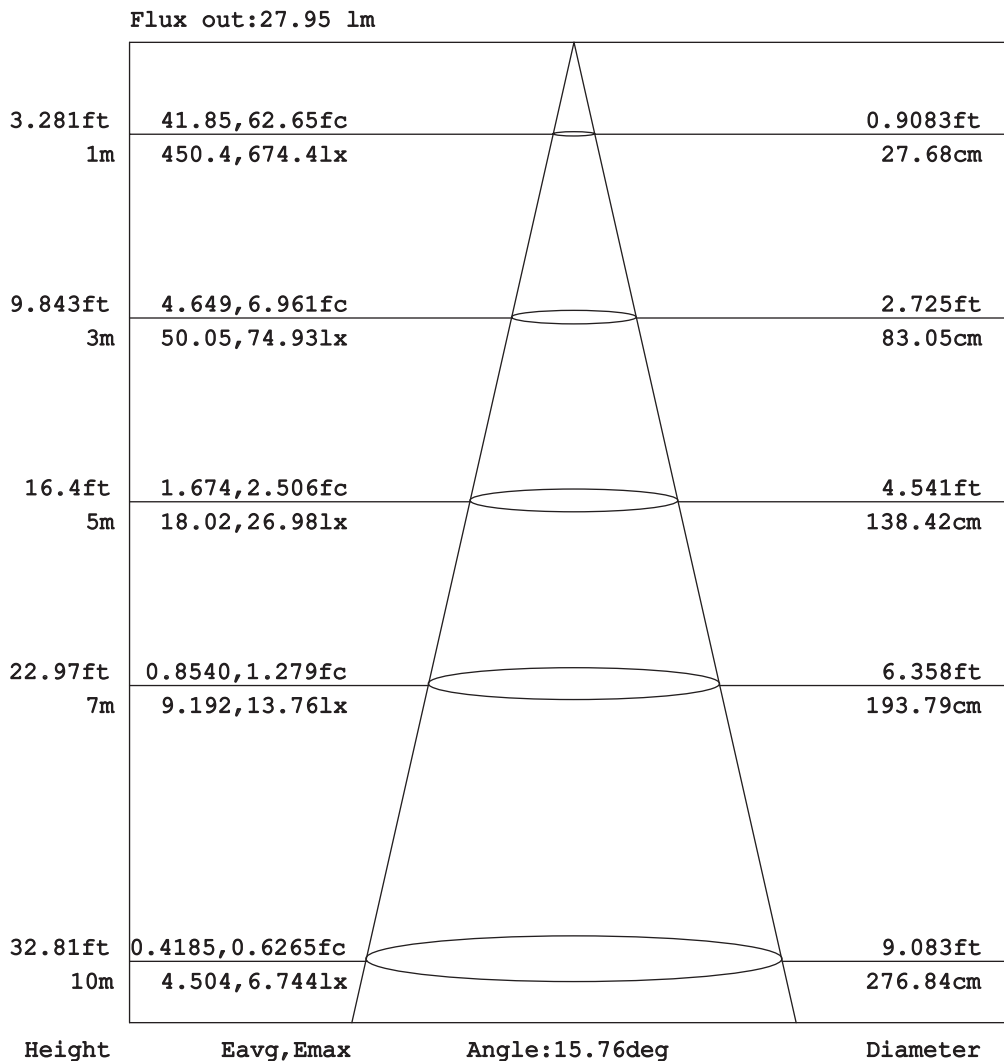 Flux out:27.95 lm
3.281ft 41.85,62.65fc 0.9083ft
1m 450.4,674.4lx 27.68cm
9.843ft 4.649,6.961fc 2.725ft
3m 50.05,74.93lx 83.05cm
16.4ft 1.674,2.506fc 4.541ft
5m 18.02,26.98lx 138.42cm
22.97ft 0.8540,1.279fc 6.358ft
7m 9.192,13.76lx 193.79cm
32.81ft 0.4185,0.6265fc 9.083ft
10m 4.504,6.744lx 276.84cm
Height Eavg,Emax Angle:15.76deg Diameter